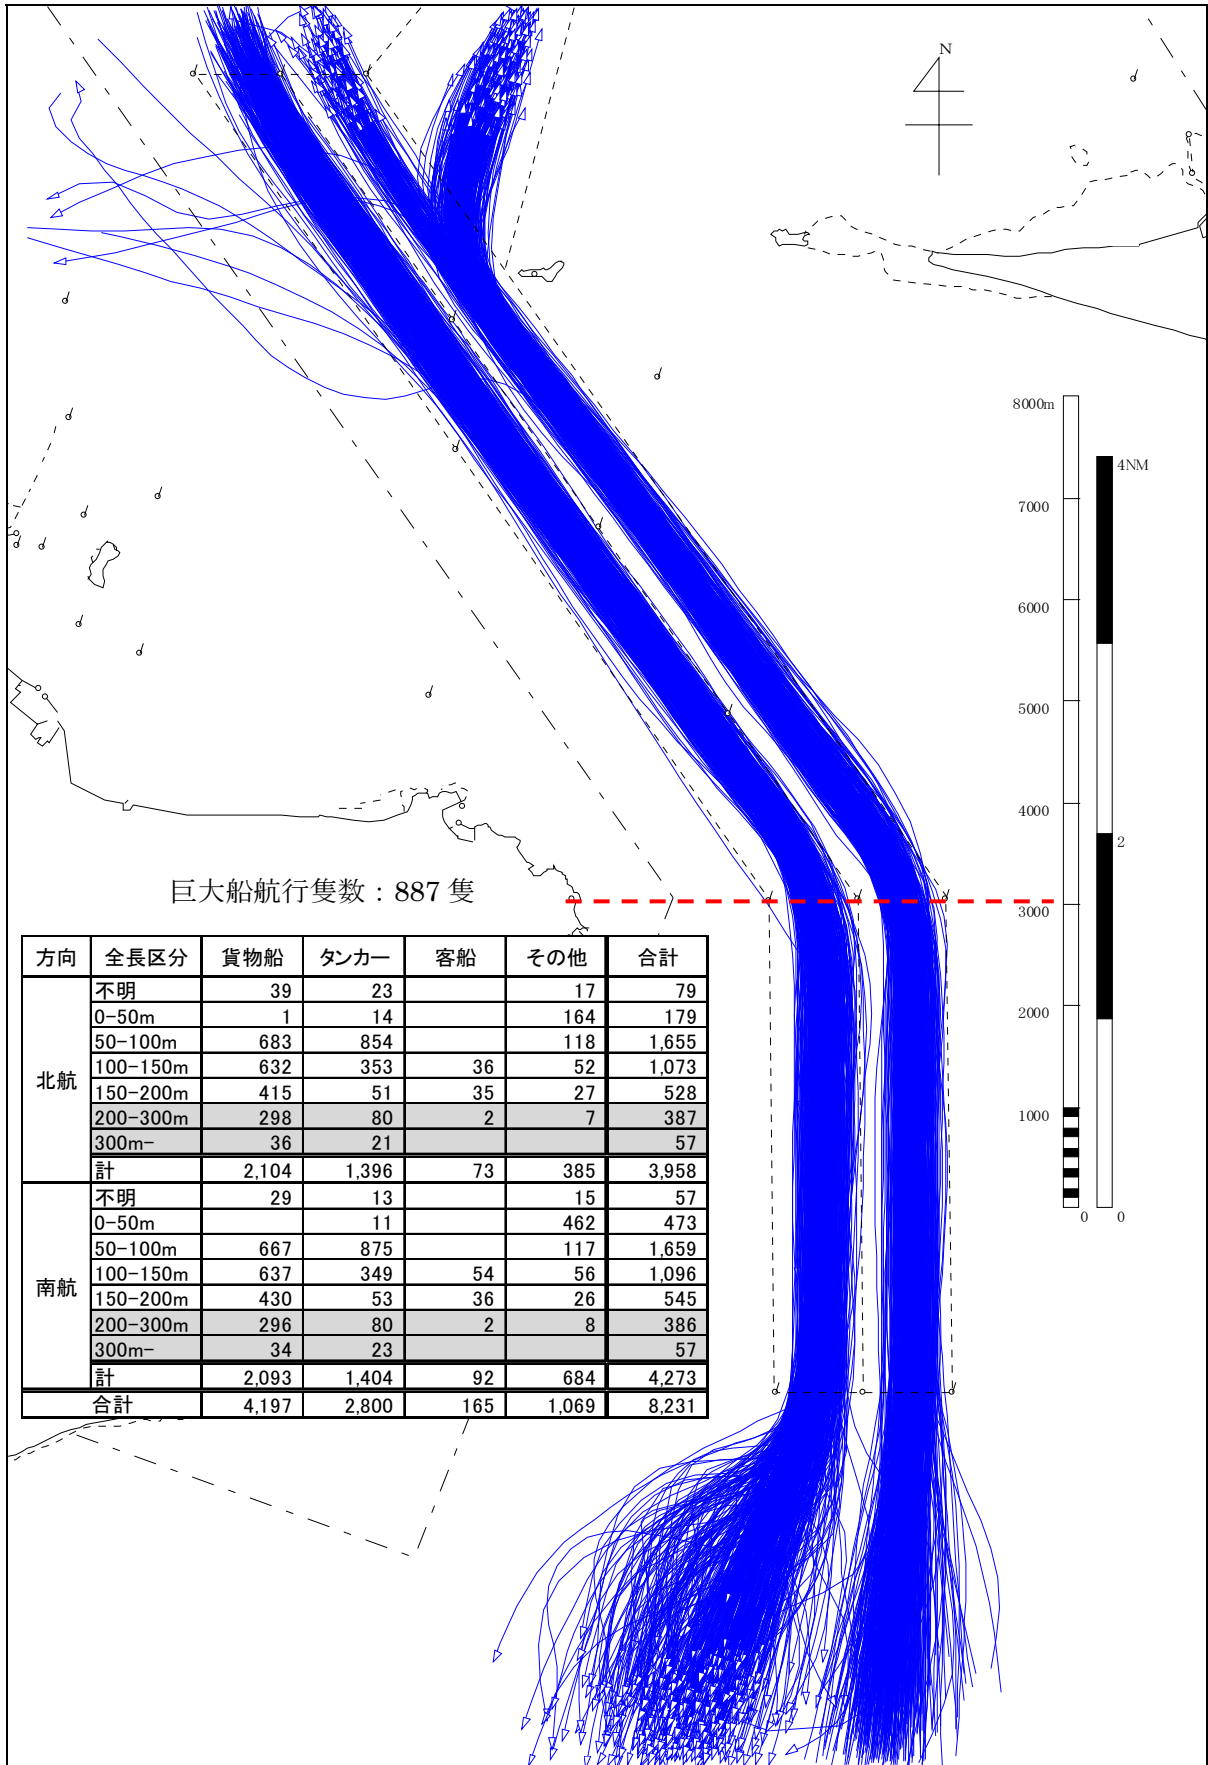 N
8000m
4NM
7000
6000
5000
4000
2
3000
2000
1000
0 0
巨大船航行隻数：887 隻
方向 全長区分 貨物船 タンカー 客船 その他 合計
北航
不明 39 23 17 79
0-50m 1 14 164 179
50-100m 683 854 118 1,655
100-150m 632 353 36 52 1,073
150-200m 415 51 35 27 528
200-300m 298 80 2 7 387
300m- 36 21 57
計 2,104 1,396 73 385 3,958
南航
不明 29 13 15 57
0-50m 11 462 473
50-100m 667 875 117 1,659
100-150m 637 349 54 56 1,096
150-200m 430 53 36 26 545
200-300m 296 80 2 8 386
300m- 34 23 57
計 2,093 1,404 92 684 4,273
合計 4,197 2,800 165 1,069 8,231